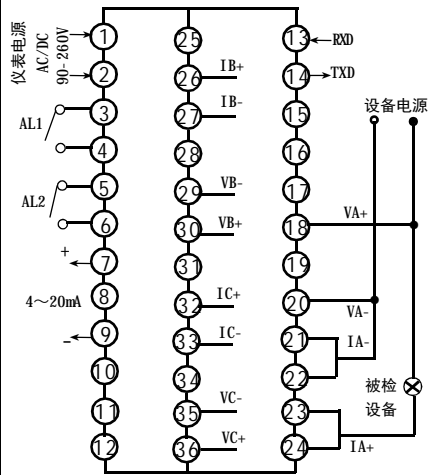 仪表电源
AC/DC
90-260V
1
2
AL1
3
4
AL2
5
6
+
7
4～20mA
8
-
9
10
11
12
25
26
IB+
27
IB-
28
29
VB-
30
VB+
31
32
IC+
33
IC-
34
35
VC-
36
VC+
13
RXD
14
TXD
15
16
17
18
VA+
19
20
VA-
21
IA-
22
23
24
IA+
设备电源
被检
设备